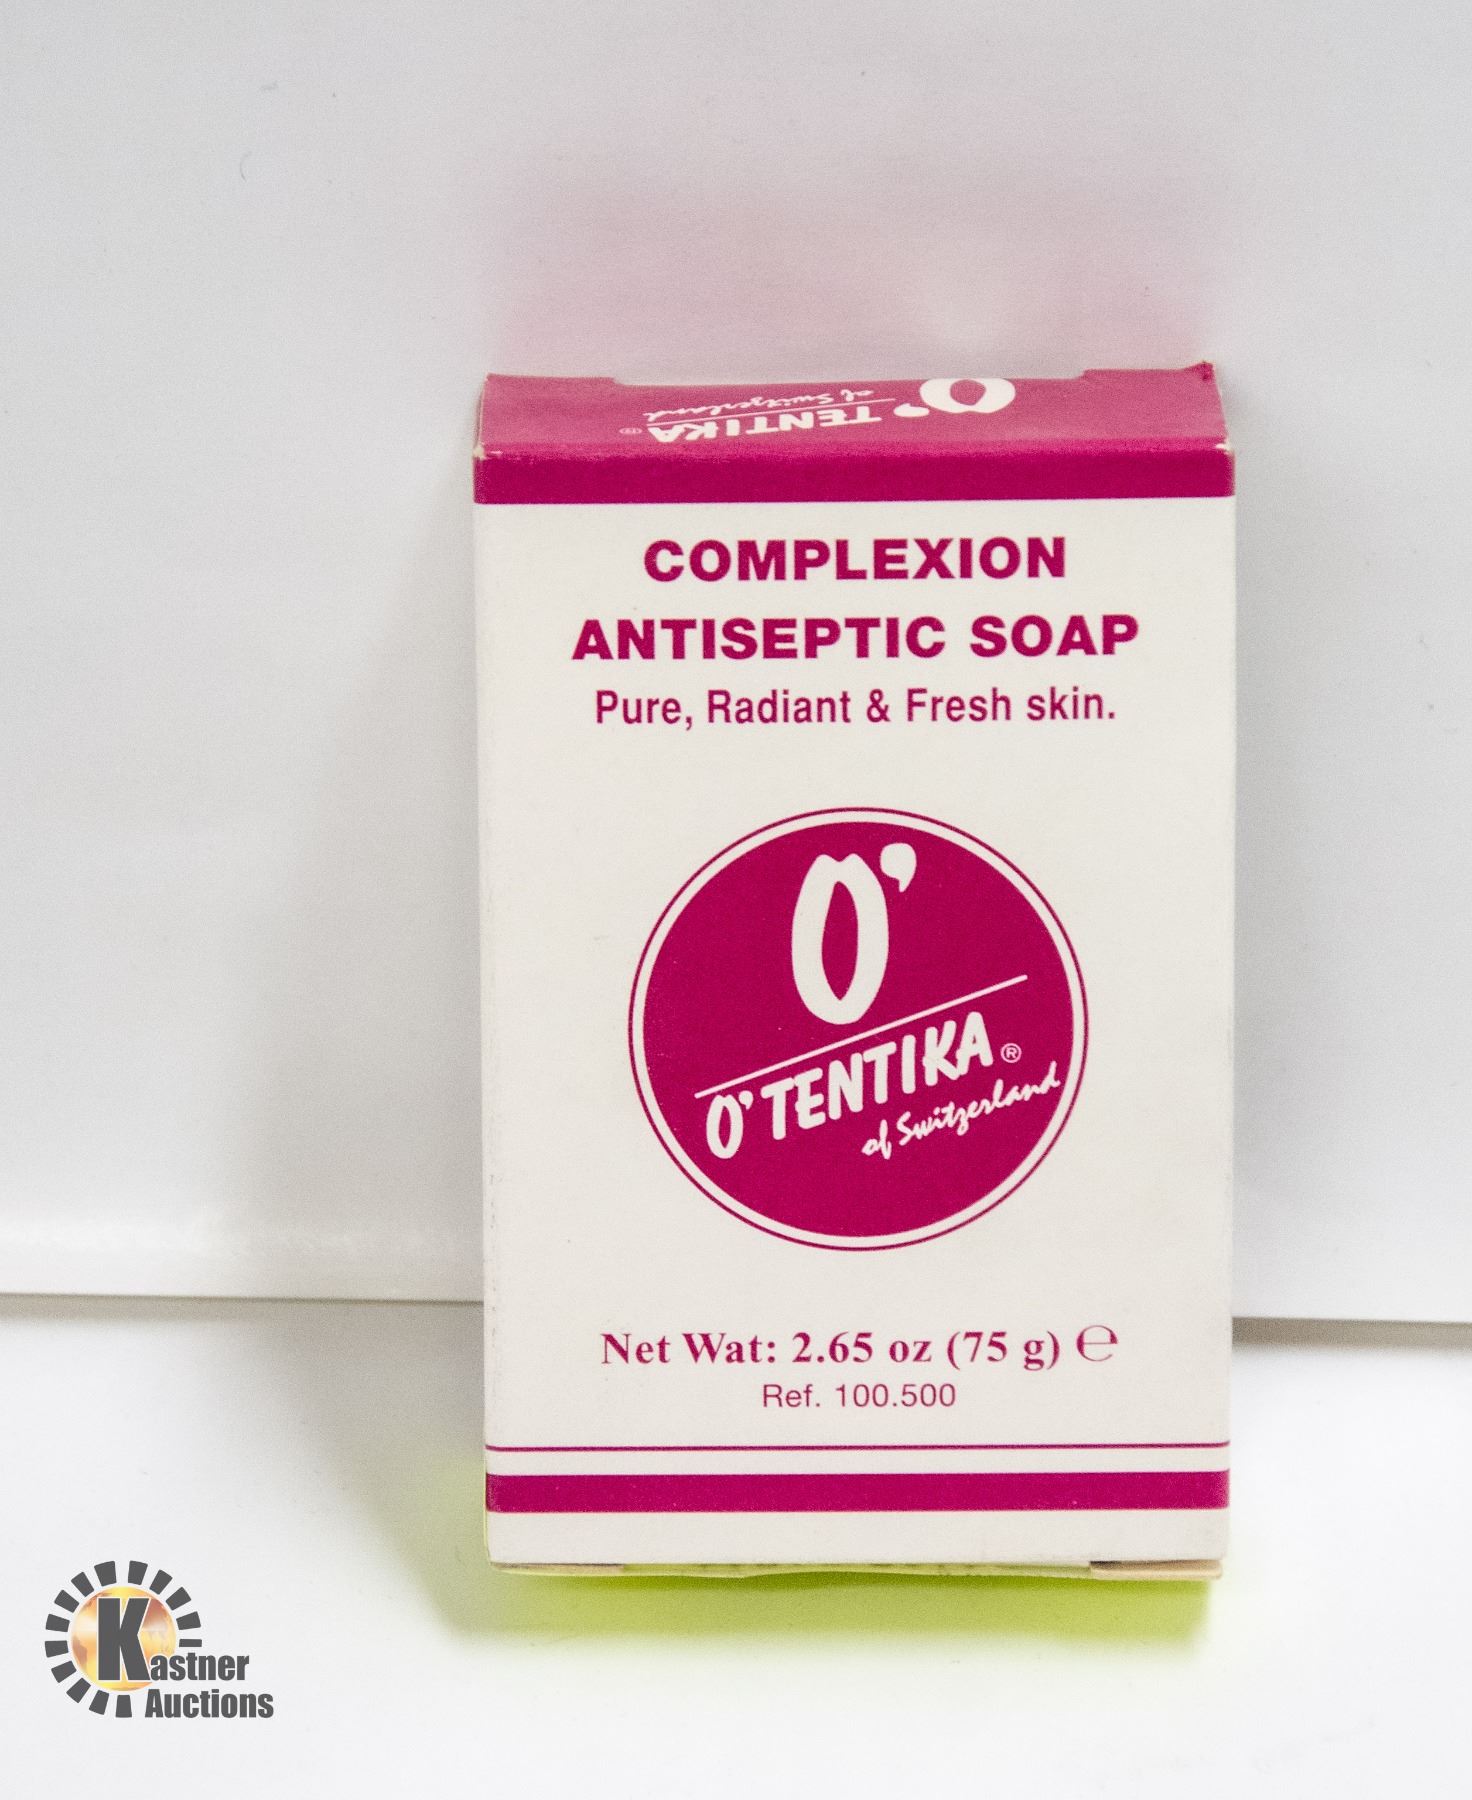 O' TENTIKA®
of Switzerland
COMPLEXION
ANTISEPTIC SOAP
Pure, Radiant & Fresh skin.
O'
O'TENTIKA®
of Switzerland
Net Wat: 2.65 oz (75 g) ℮
Ref. 100.500
Kastner
Auctions